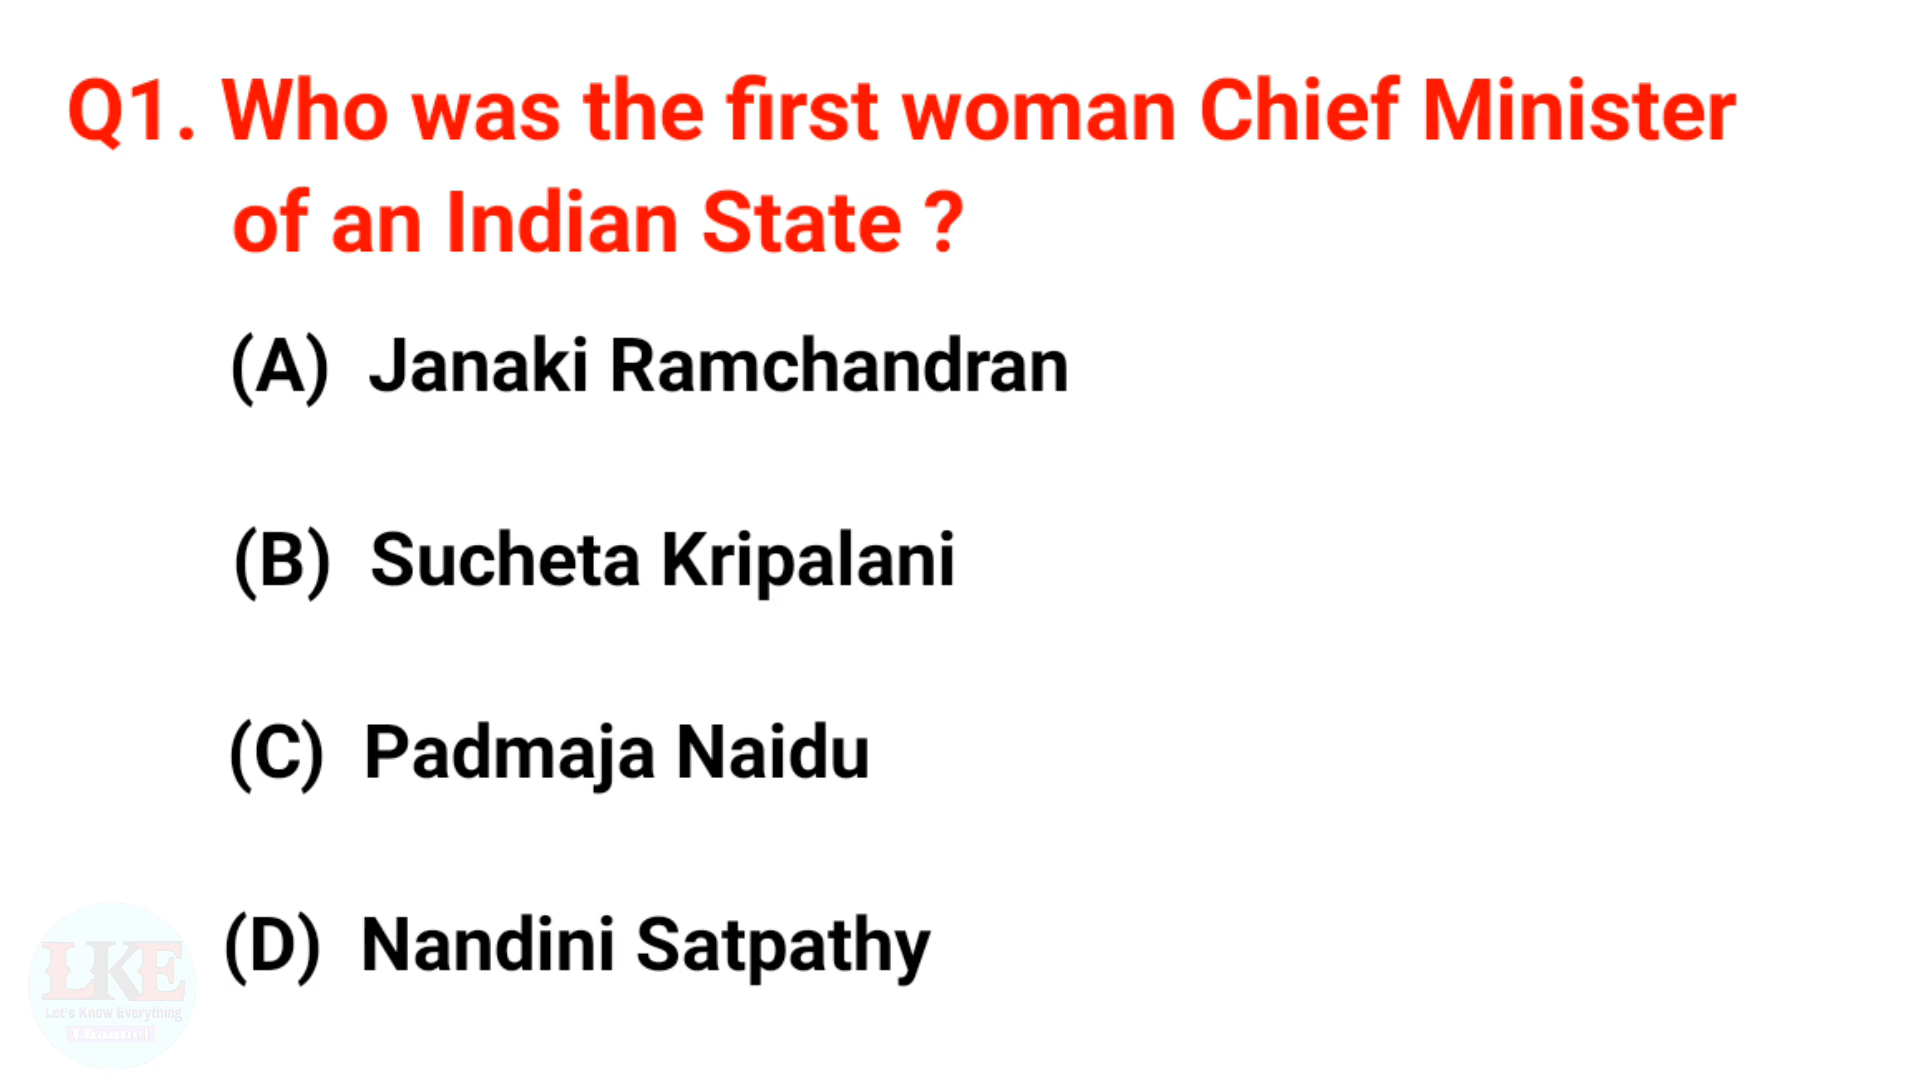 Q1. Who was the first woman Chief Minister
of an Indian State ?
(A) Janaki Ramchandran
(B) Sucheta Kripalani
(C) Padmaja Naidu
(D) Nandini Satpathy
LKE
Let's Know Everything
Channel